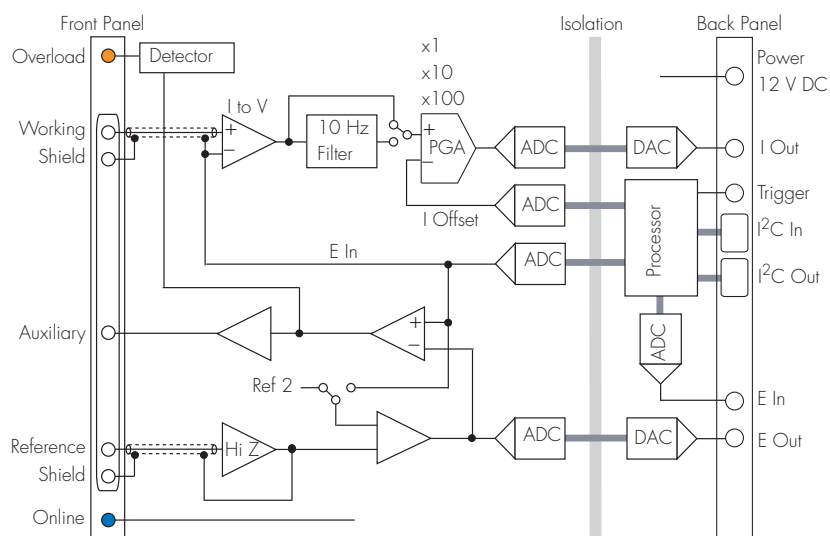 Front Panel
Isolation
Back Panel
Overload
Detector
x1
x10
x100
Power
12 V DC
Working
Shield
I to V
+
−
10 Hz
Filter
+
−
PGA
ADC
DAC
I Out
I Offset
ADC
Processor
Trigger
I²C In
E In
ADC
I²C Out
Auxiliary
+
−
ADC
Ref 2
E In
Reference
Shield
Hi Z
ADC
DAC
E Out
Online